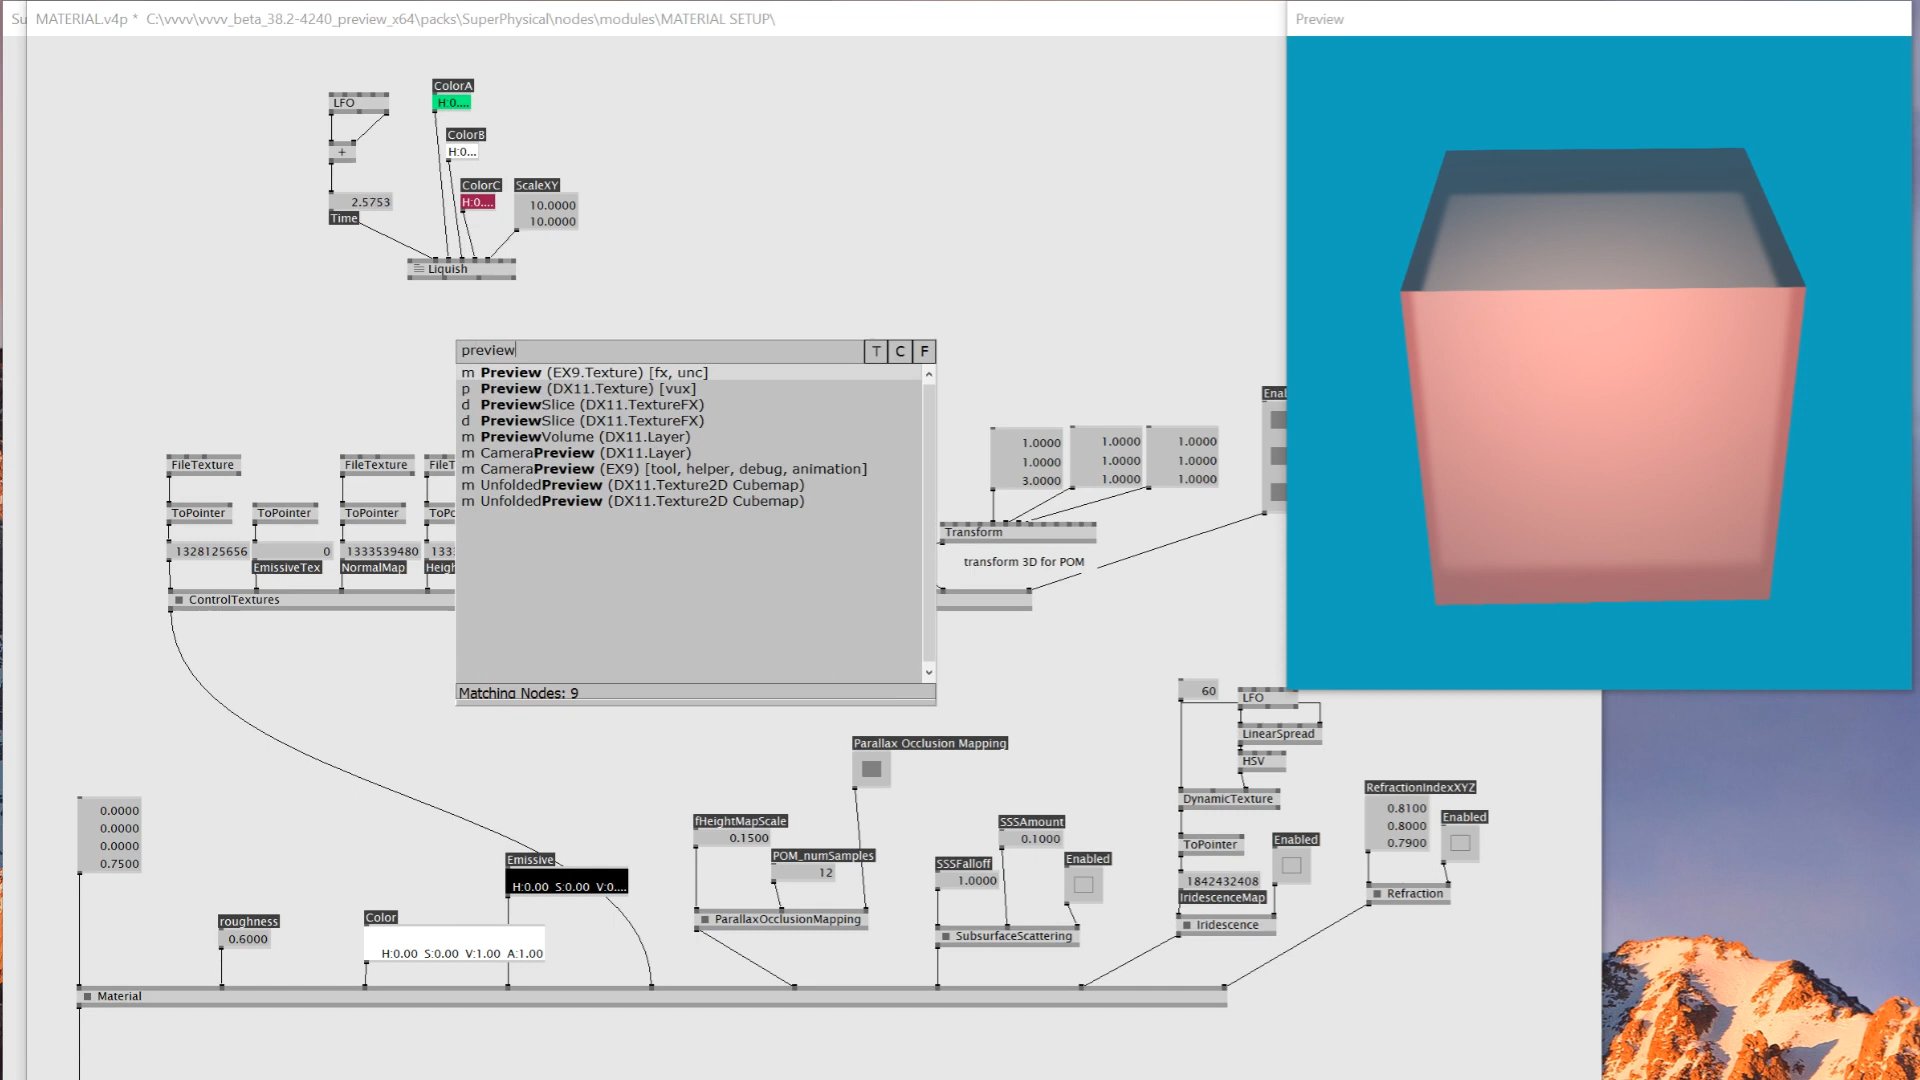 Su
MATERIAL.v4p *  C:\vvvv\vvvv_beta_38.2-4240_preview_x64\packs\SuperPhysical\nodes\modules\MATERIAL SETUP\
Preview
LFO
+
2.5753
Time
ColorA
H:0....
ColorB
H:0...
ColorC
H:0....
ScaleXY
10.0000
10.0000
Liquish
preview
T C F
m Preview (EX9.Texture) [fx, unc]
p Preview (DX11.Texture) [vux]
d PreviewSlice (DX11.TextureFX)
d PreviewSlice (DX11.TextureFX)
m PreviewVolume (DX11.Layer)
m CameraPreview (DX11.Layer)
m CameraPreview (EX9) [tool, helper, debug, animation]
m UnfoldedPreview (DX11.Texture2D Cubemap)
m UnfoldedPreview (DX11.Texture2D Cubemap)
Matching Nodes: 9
FileTexture
ToPointer
1328125656
ToPointer
0
EmissiveTex
FileTexture
ToPointer
1333539480
NormalMap
FileT
ToPc
133
Heigh
ControlTextures
1.0000
1.0000
3.0000
1.0000
1.0000
1.0000
1.0000
1.0000
1.0000
Transform
transform 3D for POM
Enab
0.0000
0.0000
0.0000
0.7500
roughness
0.6000
Color
H:0.00 S:0.00 V:1.00 A:1.00
Emissive
H:0.00 S:0.00 V:0....
fHeightMapScale
0.1500
POM_numSamples
12
Parallax Occlusion Mapping
ParallaxOcclusionMapping
SSSFalloff
1.0000
SSSAmount
0.1000
Enabled
SubsurfaceScattering
60
LFO
LinearSpread
HSV
DynamicTexture
ToPointer
1842432408
IridescenceMap
Enabled
Iridescence
RefractionIndexXYZ
0.8100
0.8000
0.7900
Enabled
Refraction
Material